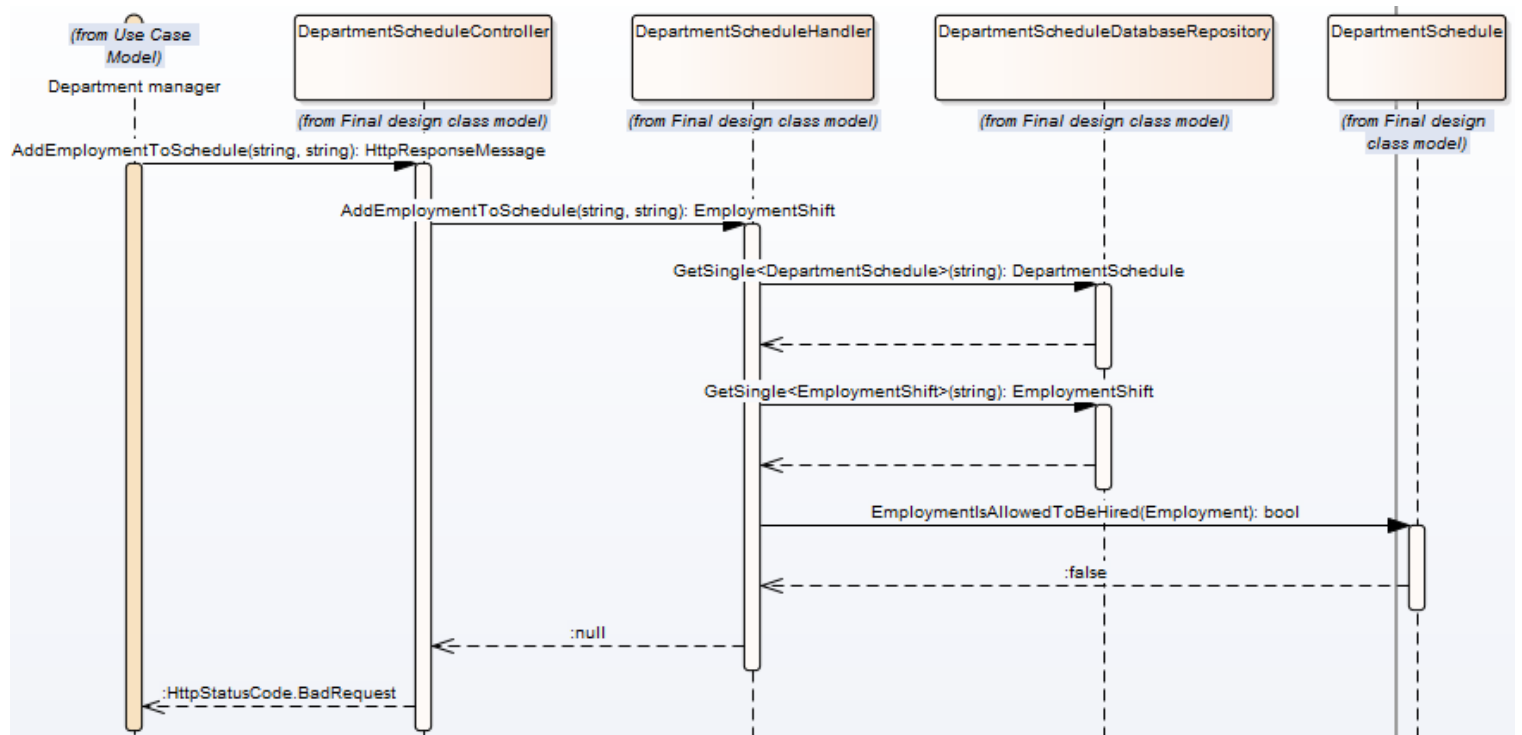 (from Use Case
Model)
Department manager
DepartmentScheduleController
(from Final design class model)
DepartmentScheduleHandler
(from Final design class model)
DepartmentScheduleDatabaseRepository
(from Final design class model)
DepartmentSchedule
(from Final design
class model)
AddEmploymentToSchedule(string, string): HttpResponseMessage
AddEmploymentToSchedule(string, string): EmploymentShift
GetSingle<DepartmentSchedule>(string): DepartmentSchedule
GetSingle<EmploymentShift>(string): EmploymentShift
EmploymentIsAllowedToBeHired(Employment): bool
:false
:null
:HttpStatusCode.BadRequest